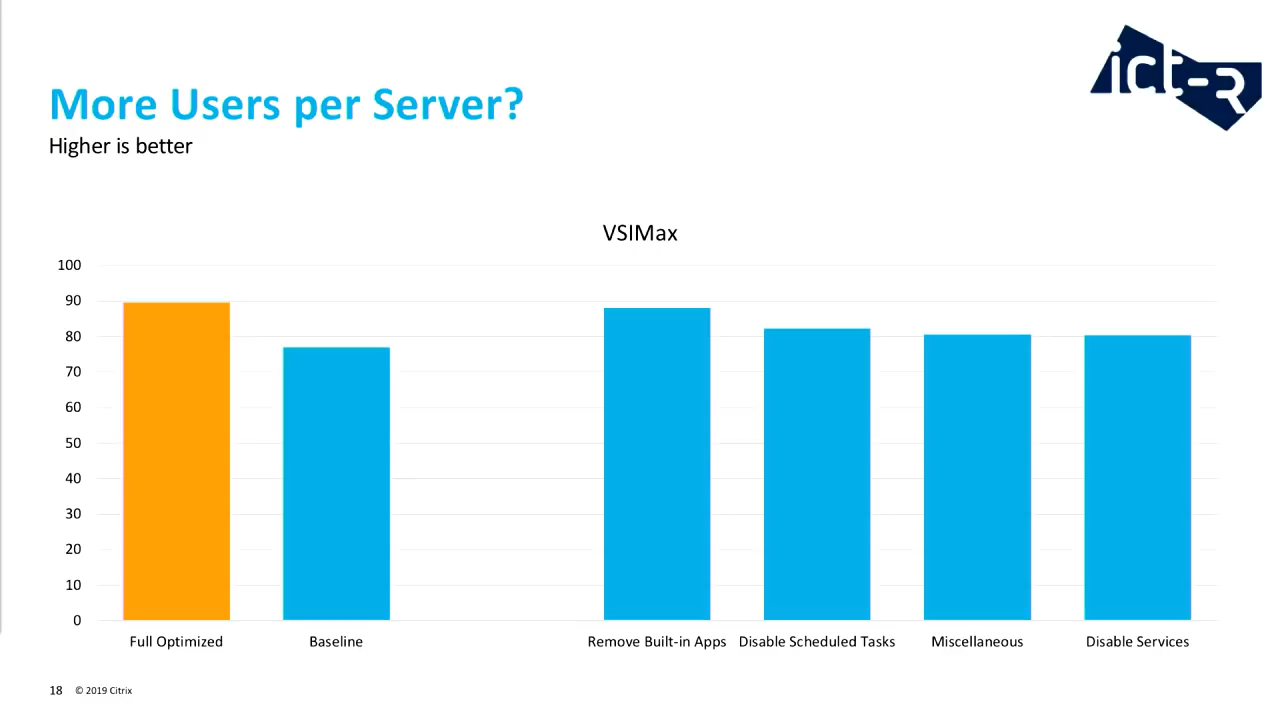 ict-R
More Users per Server?
Higher is better
VSIMax
100
90
80
70
60
50
40
30
20
10
0
Full Optimized
Baseline
Remove Built-in Apps
Disable Scheduled Tasks
Miscellaneous
Disable Services
18 © 2019 Citrix